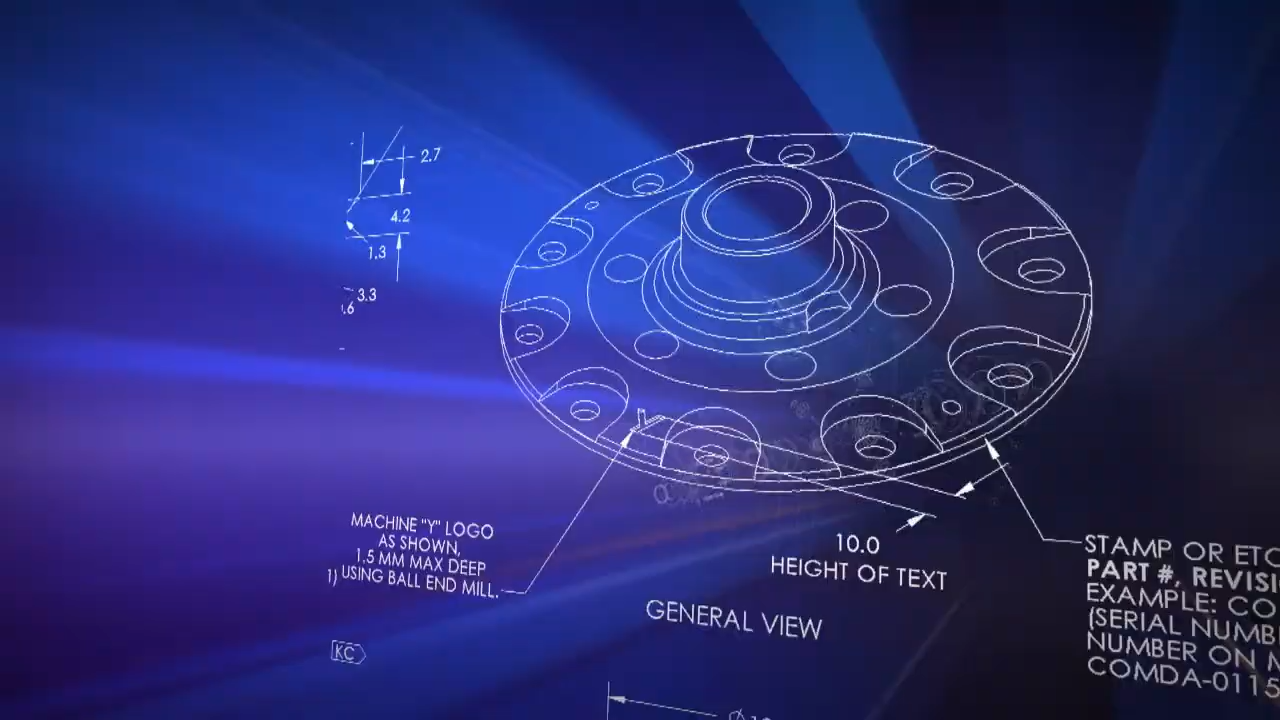 2.7
4.2
1.3
3.3
.6
MACHINE "Y" LOGO
AS SHOWN,
1.5 MM MAX DEEP
1) USING BALL END MILL.
10.0
HEIGHT OF TEXT
GENERAL VIEW
KC
STAMP OR ETC
PART #, REVISI
EXAMPLE: CO
(SERIAL NUMB
NUMBER ON M
COMDA-0115